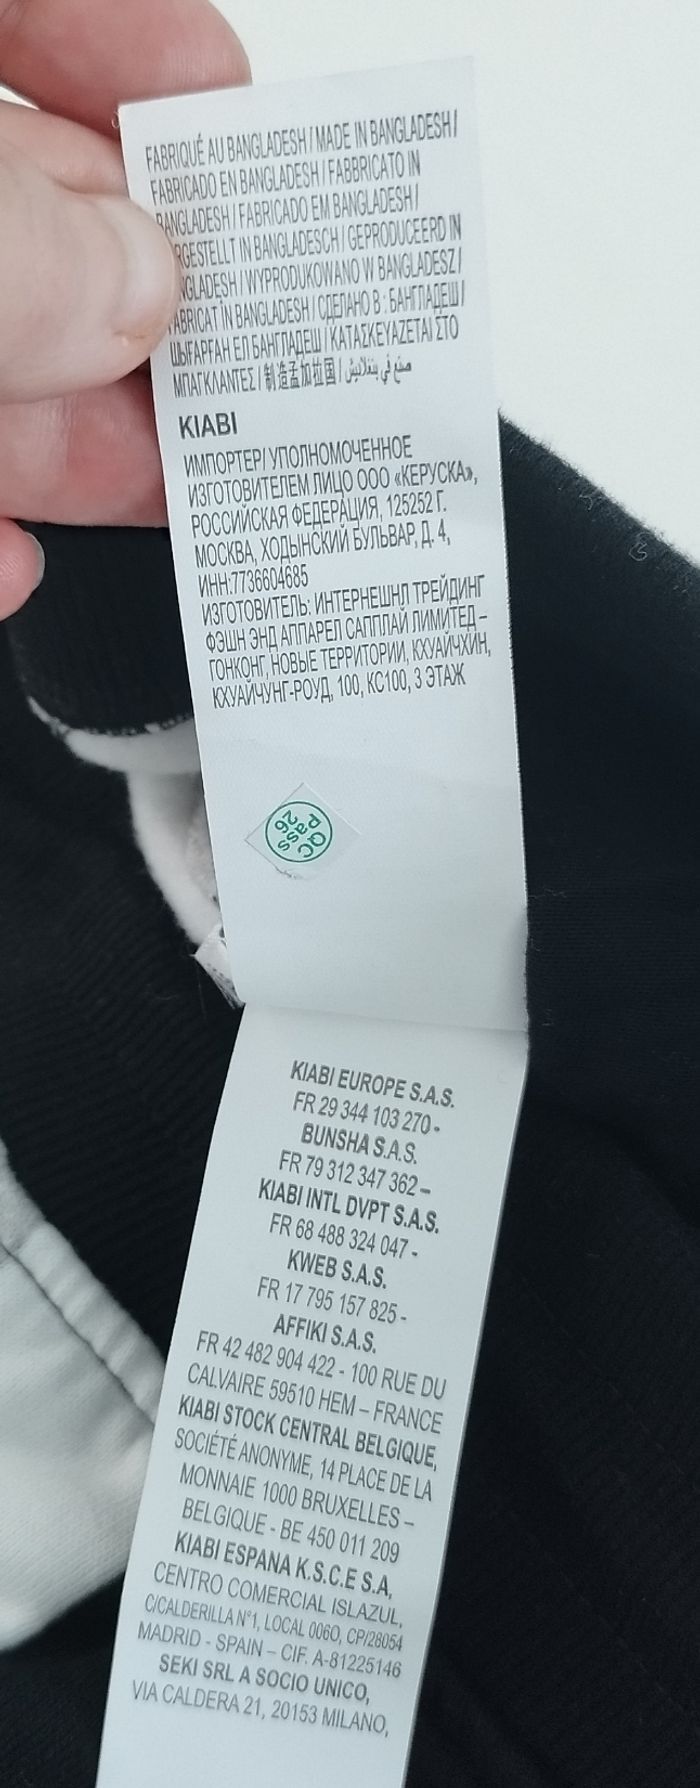 FABRIQUÉ AU BANGLADESH / MADE IN BANGLADESH /
FABRICADO EN BANGLADESH / FABBRICATO IN
BANGLADESH / FABRICADO EM BANGLADESH /
RGESTELLT IN BANGLADESCH / GEPRODUCEERD IN
NGLADESH / WYPRODUKOWANO W BANGLADESZ /
FABRICAT ÎN BANGLADESH / СДЕЛАНО В : БАНГЛАДЕШ /
ШЫҒАРҒАН ЕЛ БАНГЛАДЕШ / ΚΑΤΑΣΚΕΥΑΖΕΤΑΙ ΣΤΟ
ΜΠΑΓΚΛΑΝΤΕΣ / 制造孟加拉国 / صنع في بنغلاديش
KIABI
ИМПОРТЕР/ УПОЛНОМОЧЕННОЕ
ИЗГОТОВИТЕЛЕМ ЛИЦО ООО «КЕРУСКА»,
РОССИЙСКАЯ ФЕДЕРАЦИЯ, 125252 Г.
МОСКВА, ХОДЫНСКИЙ БУЛЬВАР, Д. 4,
ИНН:7736604685
ИЗГОТОВИТЕЛЬ: ИНТЕРНЕШНЛ ТРЕЙДИНГ
ФЭШН ЭНД АППАРЕЛ САППЛАЙ ЛИМИТЕД –
ГОНКОНГ, НОВЫЕ ТЕРРИТОРИИ, КХУАЙЧХИН,
КХУАЙЧУНГ-РОУД, 100, КС100, 3 ЭТАЖ
PQC
Pass
26
KIABI EUROPE S.A.S.
FR 29 344 103 270 -
BUNSHA S.A.S.
FR 79 312 347 362 –
KIABI INTL DVPT S.A.S.
FR 68 488 324 047 -
KWEB S.A.S.
FR 17 795 157 825 -
AFFIKI S.A.S.
FR 42 482 904 422 - 100 RUE DU
CALVAIRE 59510 HEM – FRANCE
KIABI STOCK CENTRAL BELGIQUE,
SOCIÉTÉ ANONYME, 14 PLACE DE LA
MONNAIE 1000 BRUXELLES –
BELGIQUE - BE 450 011 209
KIABI ESPANA K.S.C.E S.A,
CENTRO COMERCIAL ISLAZUL,
C/CALDERILLA N°1, LOCAL 0060, CP/28054
MADRID - SPAIN – CIF. A-81225146
SEKI SRL A SOCIO UNICO,
VIA CALDERA 21, 20153 MILANO,